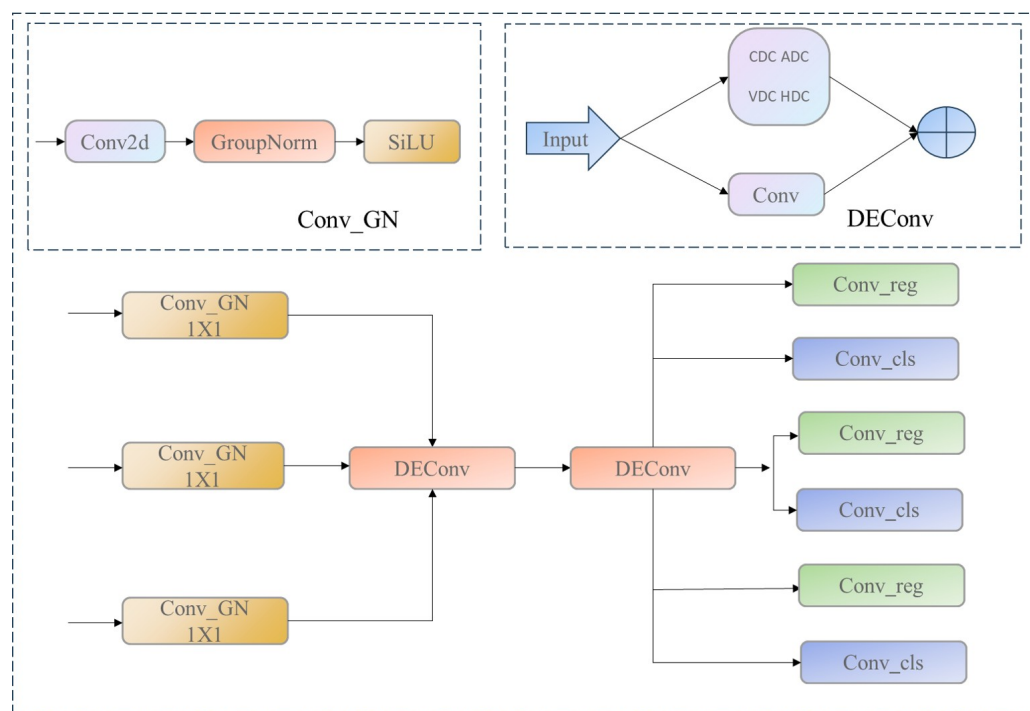 Conv2d
GroupNorm
SiLU
Conv_GN
CDC ADC
VDC HDC
Input
Conv
DEConv
Conv_GN
1X1
Conv_GN
1X1
Conv_GN
1X1
DEConv
DEConv
Conv_reg
Conv_cls
Conv_reg
Conv_cls
Conv_reg
Conv_cls